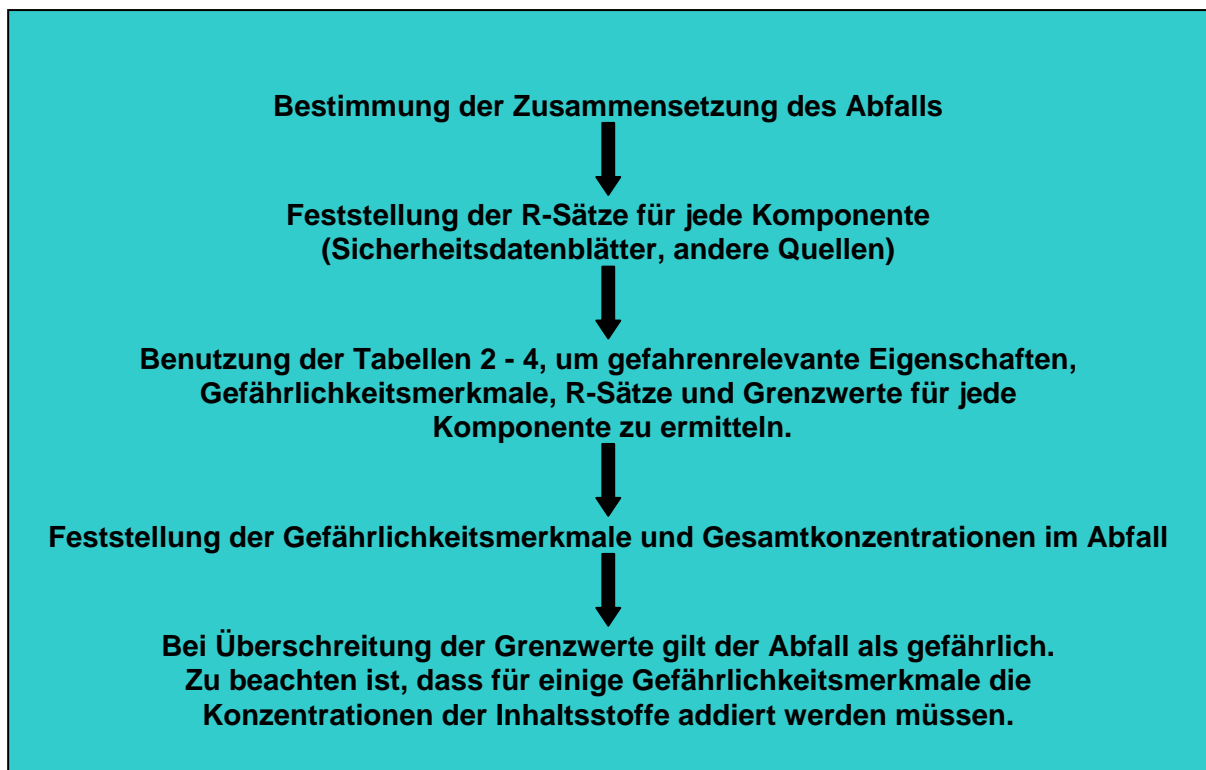 Bestimmung der Zusammensetzung des Abfalls
Feststellung der R-Sätze für jede Komponente
(Sicherheitsdatenblätter, andere Quellen)
Benutzung der Tabellen 2 - 4, um gefahrenrelevante Eigenschaften,
Gefährlichkeitsmerkmale, R-Sätze und Grenzwerte für jede
Komponente zu ermitteln.
Feststellung der Gefährlichkeitsmerkmale und Gesamtkonzentrationen im Abfall
Bei Überschreitung der Grenzwerte gilt der Abfall als gefährlich.
Zu beachten ist, dass für einige Gefährlichkeitsmerkmale die
Konzentrationen der Inhaltsstoffe addiert werden müssen.